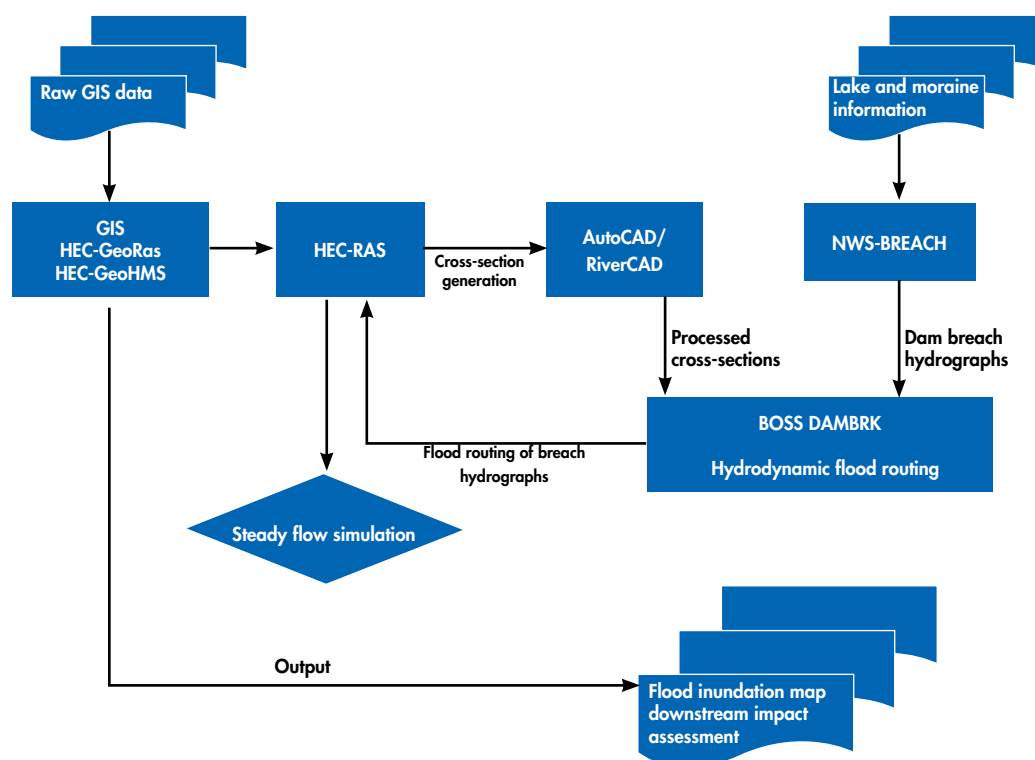 Raw GIS data
Lake and moraine
information
GIS
HEC-GeoRas
HEC-GeoHMS
HEC-RAS
Cross-section
generation
AutoCAD/
RiverCAD
NWS-BREACH
Processed
cross-sections
Dam breach
hydrographs
BOSS DAMBRK
Hydrodynamic flood routing
Flood routing of breach
hydrographs
Steady flow simulation
Output
Flood inundation map
downstream impact
assessment